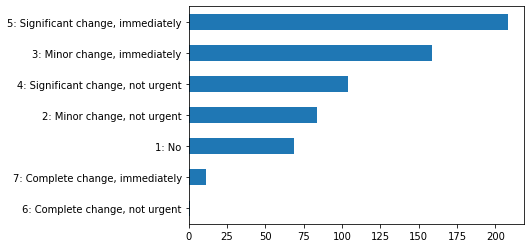 5: Significant change, immediately
3: Minor change, immediately
4: Significant change, not urgent
2: Minor change, not urgent
1: No
7: Complete change, immediately
6: Complete change, not urgent
0 25 50 75 100 125 150 175 200